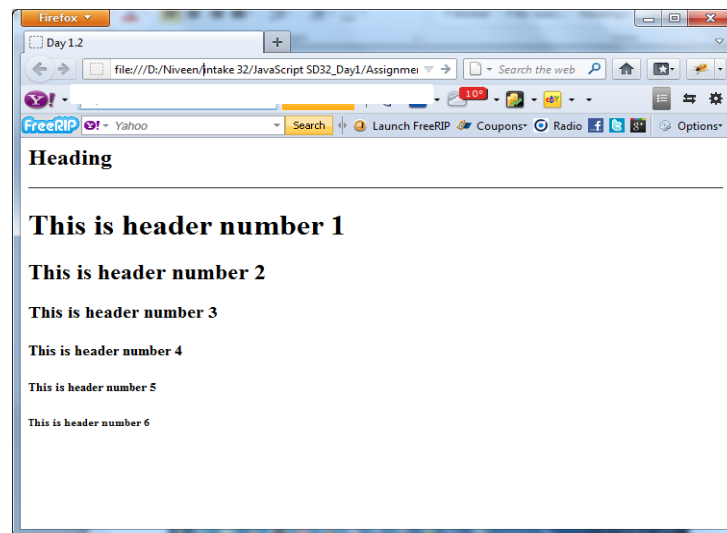 Firefox
Day 1.2
file:///D:/Niveen/intake 32/JavaScript SD32_Day1/Assignmen
Search the web
10°
FreeRIP Yahoo Search Launch FreeRIP Coupons Radio Options
Heading
This is header number 1
This is header number 2
This is header number 3
This is header number 4
This is header number 5
This is header number 6